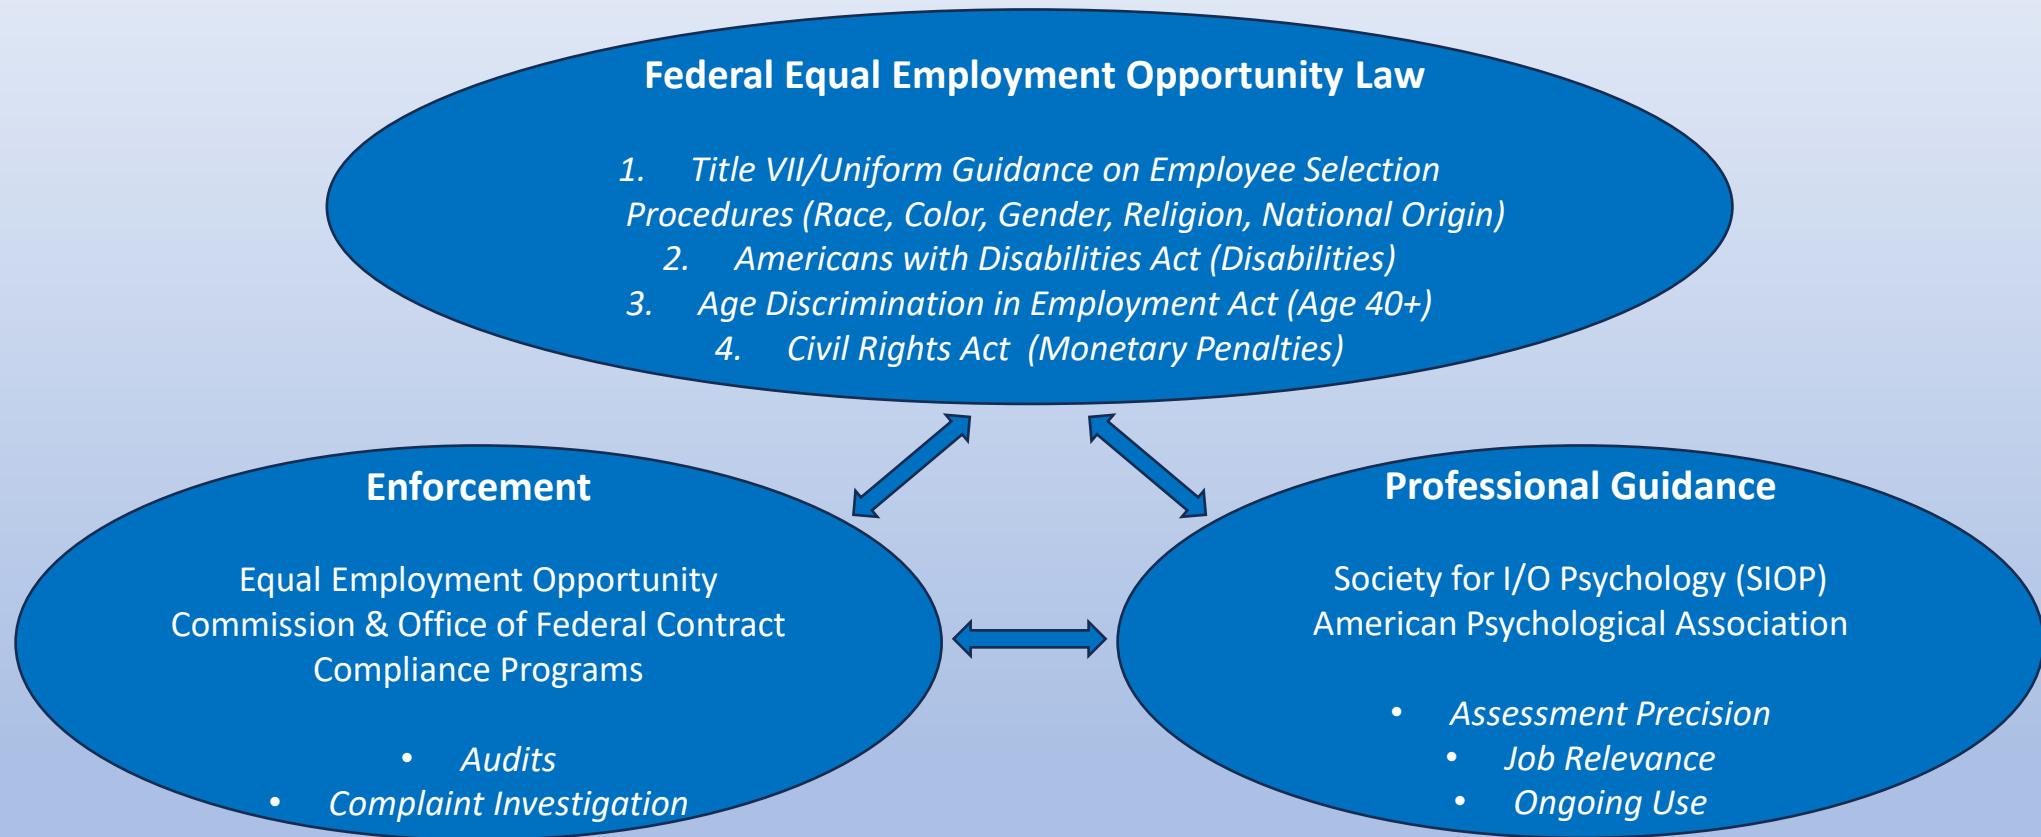 Federal Equal Employment Opportunity Law
1. Title VII/Uniform Guidance on Employee Selection
Procedures (Race, Color, Gender, Religion, National Origin)
2. Americans with Disabilities Act (Disabilities)
3. Age Discrimination in Employment Act (Age 40+)
4. Civil Rights Act (Monetary Penalties)
Enforcement
Equal Employment Opportunity
Commission & Office of Federal Contract
Compliance Programs
• Audits
• Complaint Investigation
Professional Guidance
Society for I/O Psychology (SIOP)
American Psychological Association
• Assessment Precision
• Job Relevance
• Ongoing Use